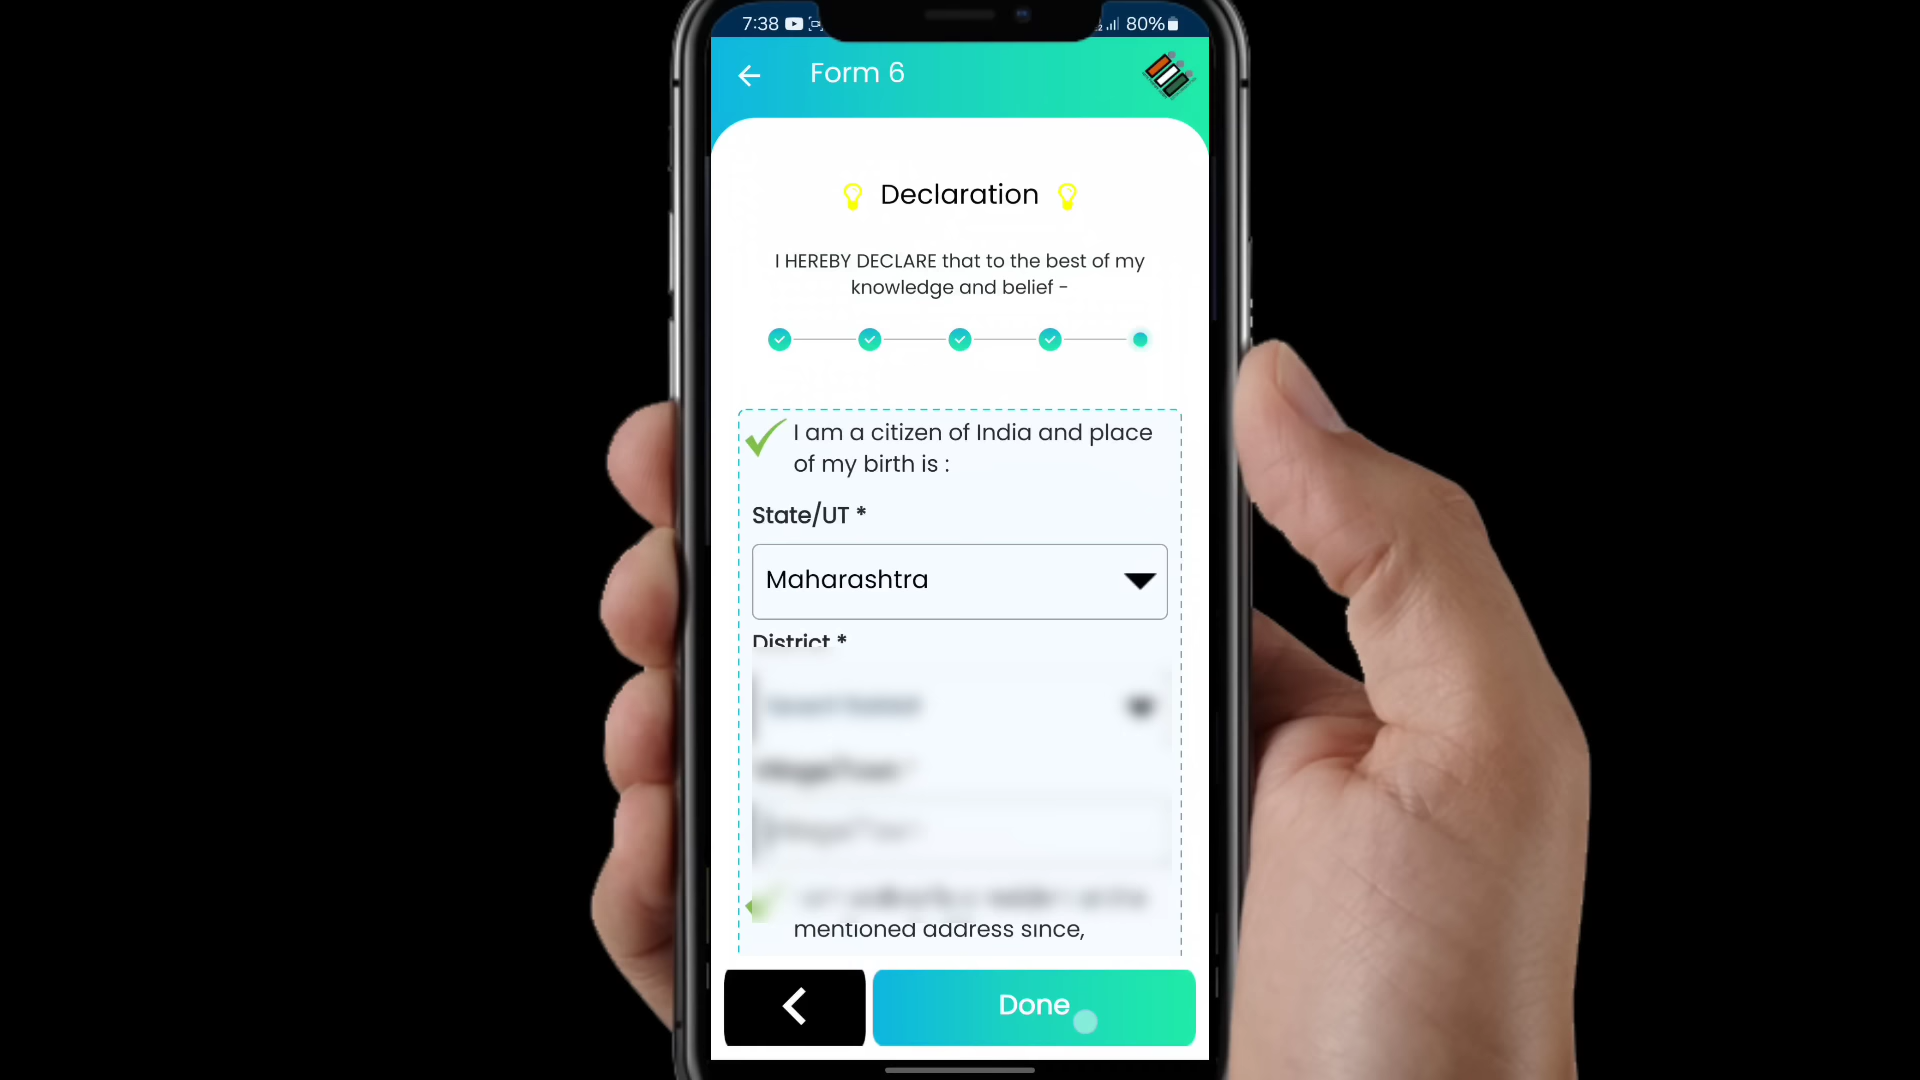 7:38
80%
Form 6
Declaration
I HEREBY DECLARE that to the best of my
knowledge and belief -
I am a citizen of India and place
of my birth is :
State/UT *
Maharashtra
District *
mentioned address since,
Done